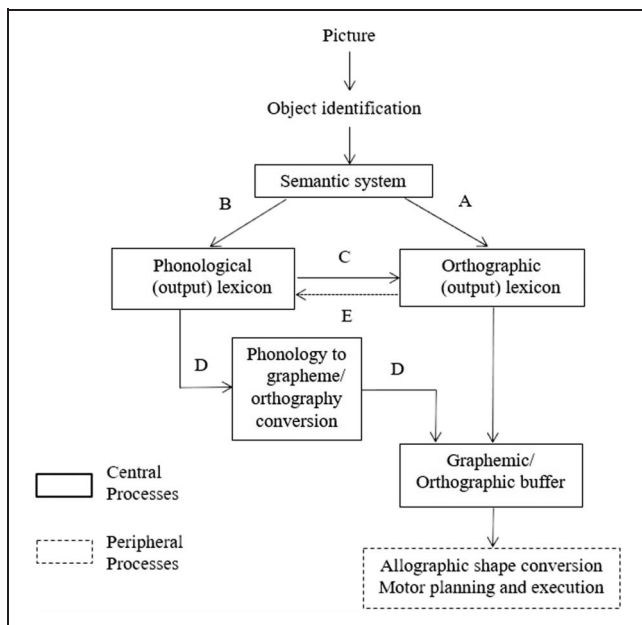 Picture
Object identification
Semantic system
B
A
Phonological
(output) lexicon
C
E
Orthographic
(output) lexicon
D
Phonology to
grapheme/
orthography
conversion
D
Graphemic/
Orthographic buffer
Central
Processes
Peripheral
Processes
Allographic shape conversion
Motor planning and execution